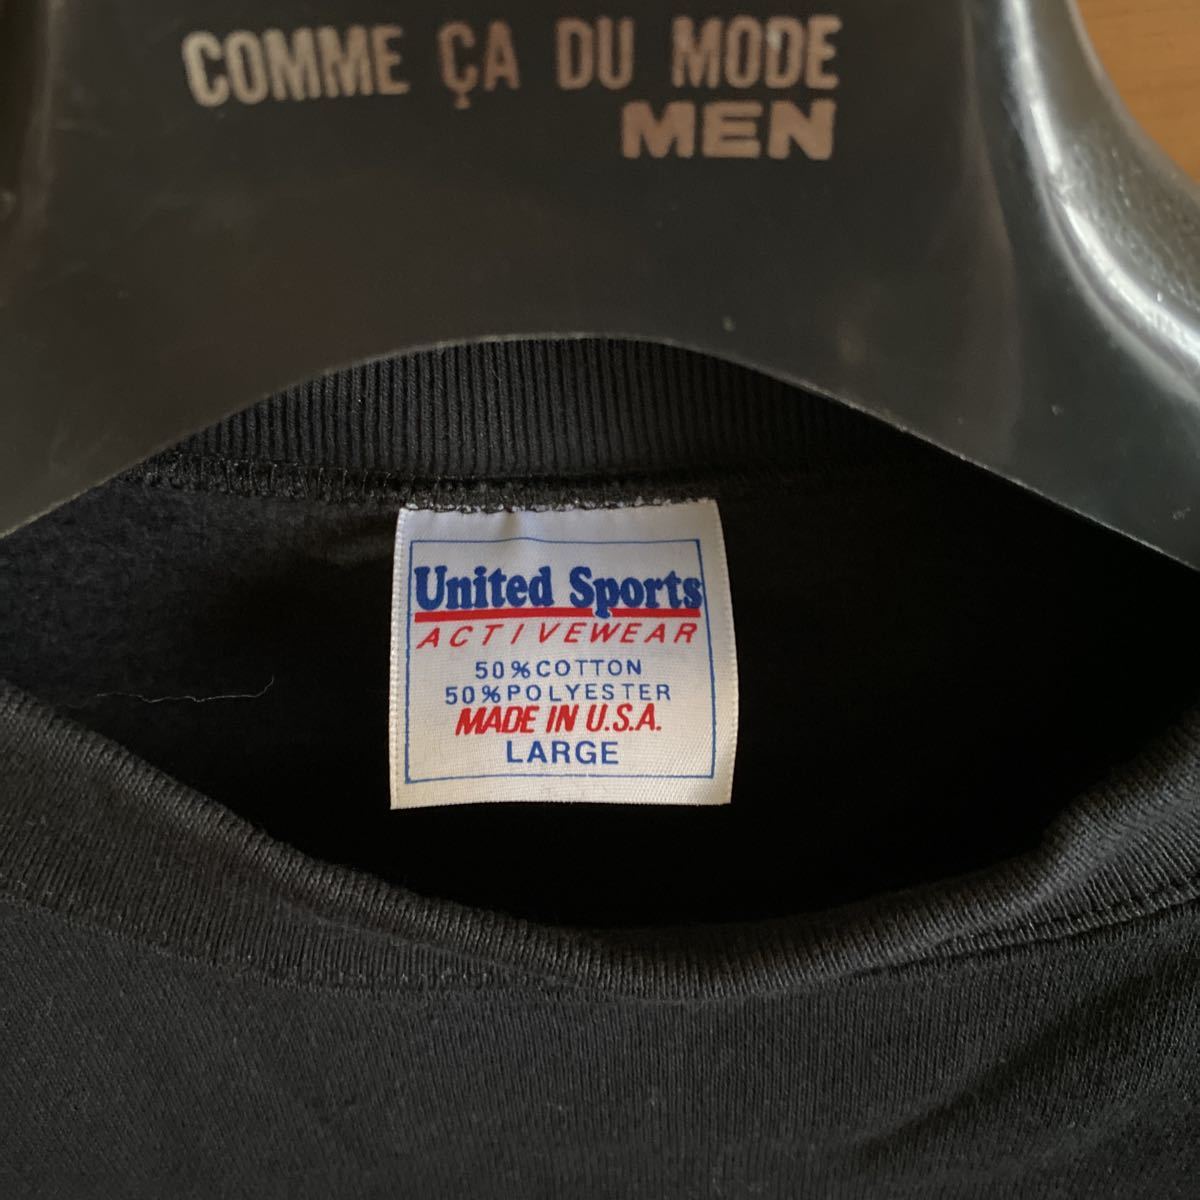 COMME ÇA DU MODE
MEN
United Sports
ACTIVEWEAR
50%COTTON
50%POLYESTER
MADE IN U.S.A.
LARGE